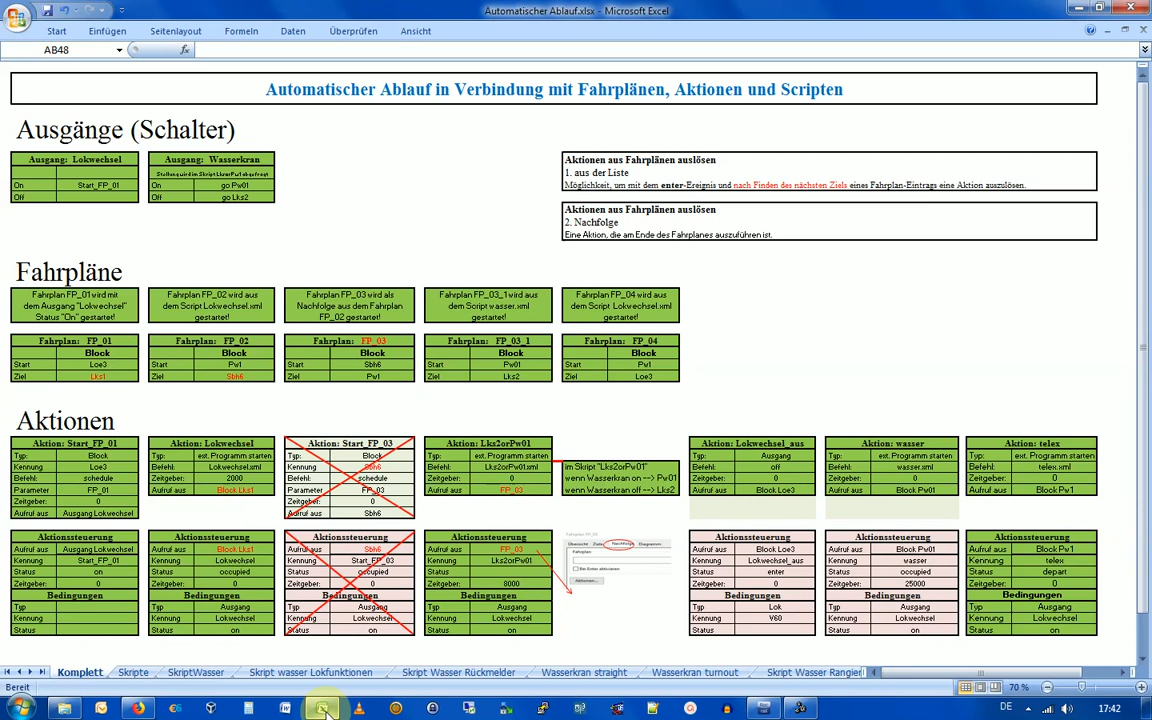 Automatischer Ablauf.xlsx - Microsoft Excel
Start Einfügen Seitenlayout Formeln Daten Überprüfen Ansicht
AB48 fx
Automatischer Ablauf in Verbindung mit Fahrplänen, Aktionen und Scripten
Ausgänge (Schalter)
Ausgang: Lokwechsel
On Start_FP_01
Off
Ausgang: Wasserkran
On go Pw01
Off go Lks2
Aktionen aus Fahrplänen auslösen
1. aus der Liste
Möglichkeit, um mit dem enter-Ereignis und nach Finden des nächsten Ziels eines Fahrplan-Eintrags eine Aktion auszulösen.
Aktionen aus Fahrplänen auslösen
2. Nachfolge
Eine Aktion, die am Ende des Fahrplanes auszuführen ist.
Fahrpläne
Fahrplan FP_01 wird mit
dem Ausgang "Lokwechsel"
Status "On" gestartet!
Fahrplan FP_02 wird aus
dem Script Lokwechsel.xml
gestartet!
Fahrplan FP_03 wird als
Nachfolge aus dem Fahrplan
FP_02 gestartet!
Fahrplan FP_03_1 wird aus
dem Script wasser.xml
gestartet!
Fahrplan FP_04 wird aus
dem Script Lokwechsel.xml
gestartet!
Fahrplan: FP_01
Block
Start Loe3
Ziel Lks1
Fahrplan: FP_02
Block
Start Pw1
Ziel Sbh6
Fahrplan: FP_03
Block
Start Sbh6
Ziel Pw1
Fahrplan: FP_03_1
Block
Start Pw01
Ziel Lks2
Fahrplan: FP_04
Block
Start Pw1
Ziel Loe3
Aktionen
Aktion: Start_FP_01
Typ: Block
Kennung Loe3
Befehl: schedule
Parameter FP_01
Zeitgeber: 0
Aufruf aus Ausgang Lokwechsel
Aktion: Lokwechsel
Typ: ext. Programm starten
Befehl: Lokwechsel.xml
Zeitgeber: 2000
Aufruf aus Block Lks1
Aktion: Start_FP_03
Typ: Block
Kennung Sbh6
Befehl: schedule
Parameter FP_03
Zeitgeber: 0
Aufruf aus Sbh6
Aktion: Lks2orPw01
Typ: ext. Programm starten
Befehl: Lks2orPw01.xml
Zeitgeber: 0
Aufruf aus FP_03
im Skript "Lks2orPw01"
wenn Wasserkran on --> Pw01
wenn Wasserkran off --> Lks2
Aktion: Lokwechsel_aus
Typ: Ausgang
Befehl: off
Zeitgeber: 0
Aufruf aus Block Loe3
Aktion: wasser
Typ: ext. Programm starten
Befehl: wasser.xml
Zeitgeber: 0
Aufruf aus Block Pw01
Aktion: telex
Typ: ext. Programm starten
Befehl: telex.xml
Zeitgeber: 0
Aufruf aus Block Pw1
Aktionssteuerung
Aufruf aus Ausgang Lokwechsel
Kennung Start_FP_01
Status on
Zeitgeber: 0
Bedingungen
Typ
Kennung
Status
Aktionssteuerung
Aufruf aus Block Lks1
Kennung Lokwechsel
Status occupied
Zeitgeber: 0
Bedingungen
Typ Ausgang
Kennung Lokwechsel
Status on
Aktionssteuerung
Aufruf aus Sbh6
Kennung Start_FP_03
Status occupied
Zeitgeber: 0
Bedingungen
Typ Ausgang
Kennung Lokwechsel
Status on
Aktionssteuerung
Aufruf aus FP_03
Kennung Lks2orPw01
Status
Zeitgeber: 8000
Bedingungen
Typ Ausgang
Kennung Lokwechsel
Status on
Übersicht Ziele Nachfolge Diagramm
Fahrplan
Bei Enter aktivieren
Aktionen...
Aktionssteuerung
Aufruf aus Block Loe3
Kennung Lokwechsel_aus
Status enter
Zeitgeber: 0
Bedingungen
Typ Lok
Kennung V60
Status
Aktionssteuerung
Aufruf aus Block Pw01
Kennung wasser
Status occupied
Zeitgeber: 25000
Bedingungen
Typ Ausgang
Kennung Lokwechsel
Status on
Aktionssteuerung
Aufruf aus Block Pw1
Kennung telex
Status depart
Zeitgeber: 0
Bedingungen
Typ Ausgang
Kennung Lokwechsel
Status on
Komplett Skripte SkriptWasser Skript wasser Lokfunktionen Skript Wasser Rückmelder Wasserkran straight Wasserkran turnout Skript Wasser Rangier
Bereit 70 %
DE 17:42